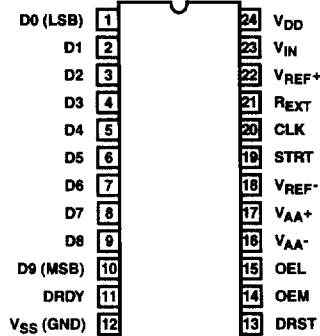 D0 (LSB) 1 24 VDD
D1 2 23 VIN
D2 3 22 VREF+
D3 4 21 REXT
D4 5 20 CLK
D5 6 19 STRT
D6 7 18 VREF-
D7 8 17 VAA+
D8 9 16 VAA-
D9 (MSB) 10 15 OEL
DRDY 11 14 OEM
VSS (GND) 12 13 DRST